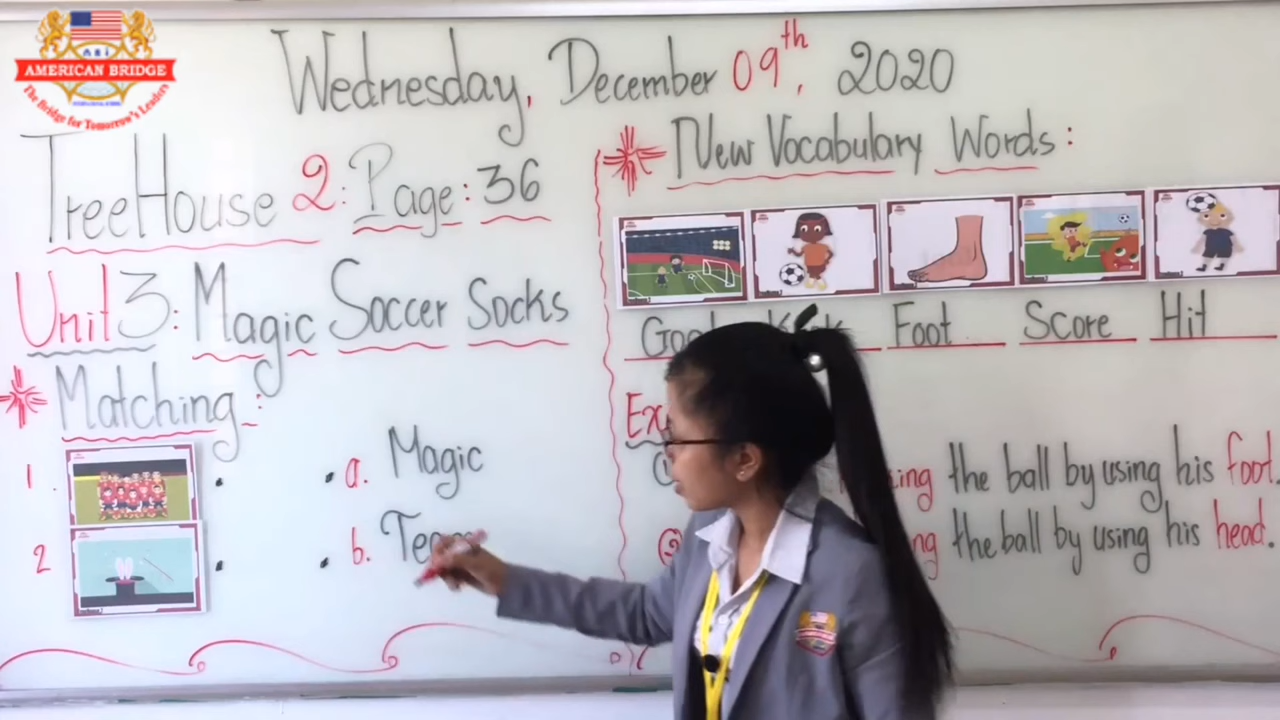 AMERICAN BRIDGE
The Bridge for Tomorrow's Leaders
Wednesday, December 09th, 2020
TreeHouse 2: Page: 36
Unit 3: Magic Soccer Socks
Matching:
1.
a. Magic
2
b.
New Vocabulary Words:
Foot Score Hit
the ball by using his foot.
the ball by using his head.